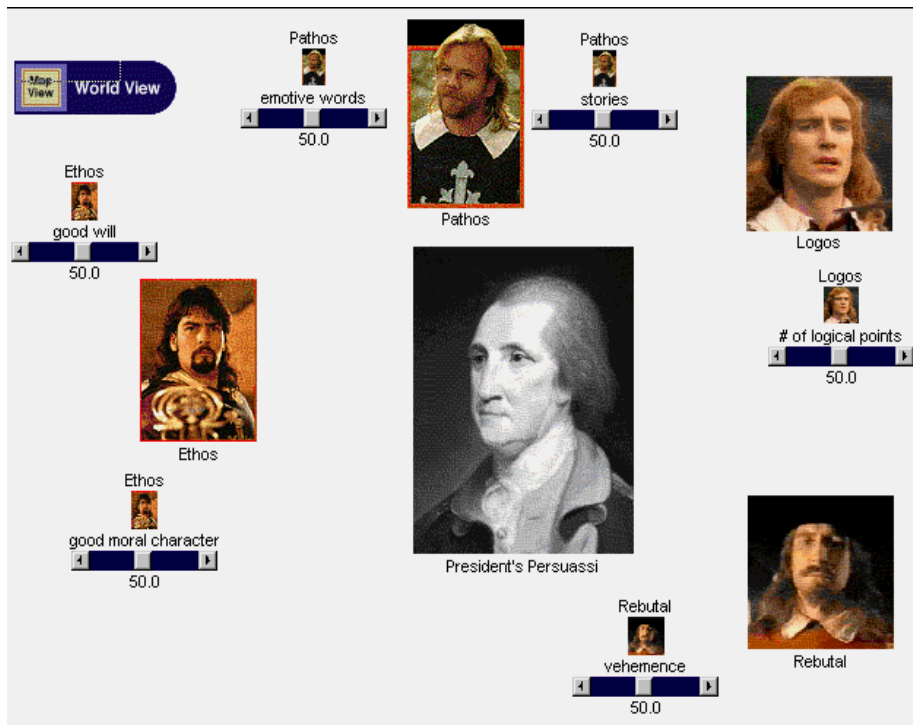 Map
View
World View
Pathos
emotive words
50.0
Pathos
Pathos
stories
50.0
Logos
Logos
# of logical points
50.0
Ethos
good will
50.0
Ethos
Ethos
good moral character
50.0
President's Persuassi
Rebutal
vehemence
50.0
Rebutal